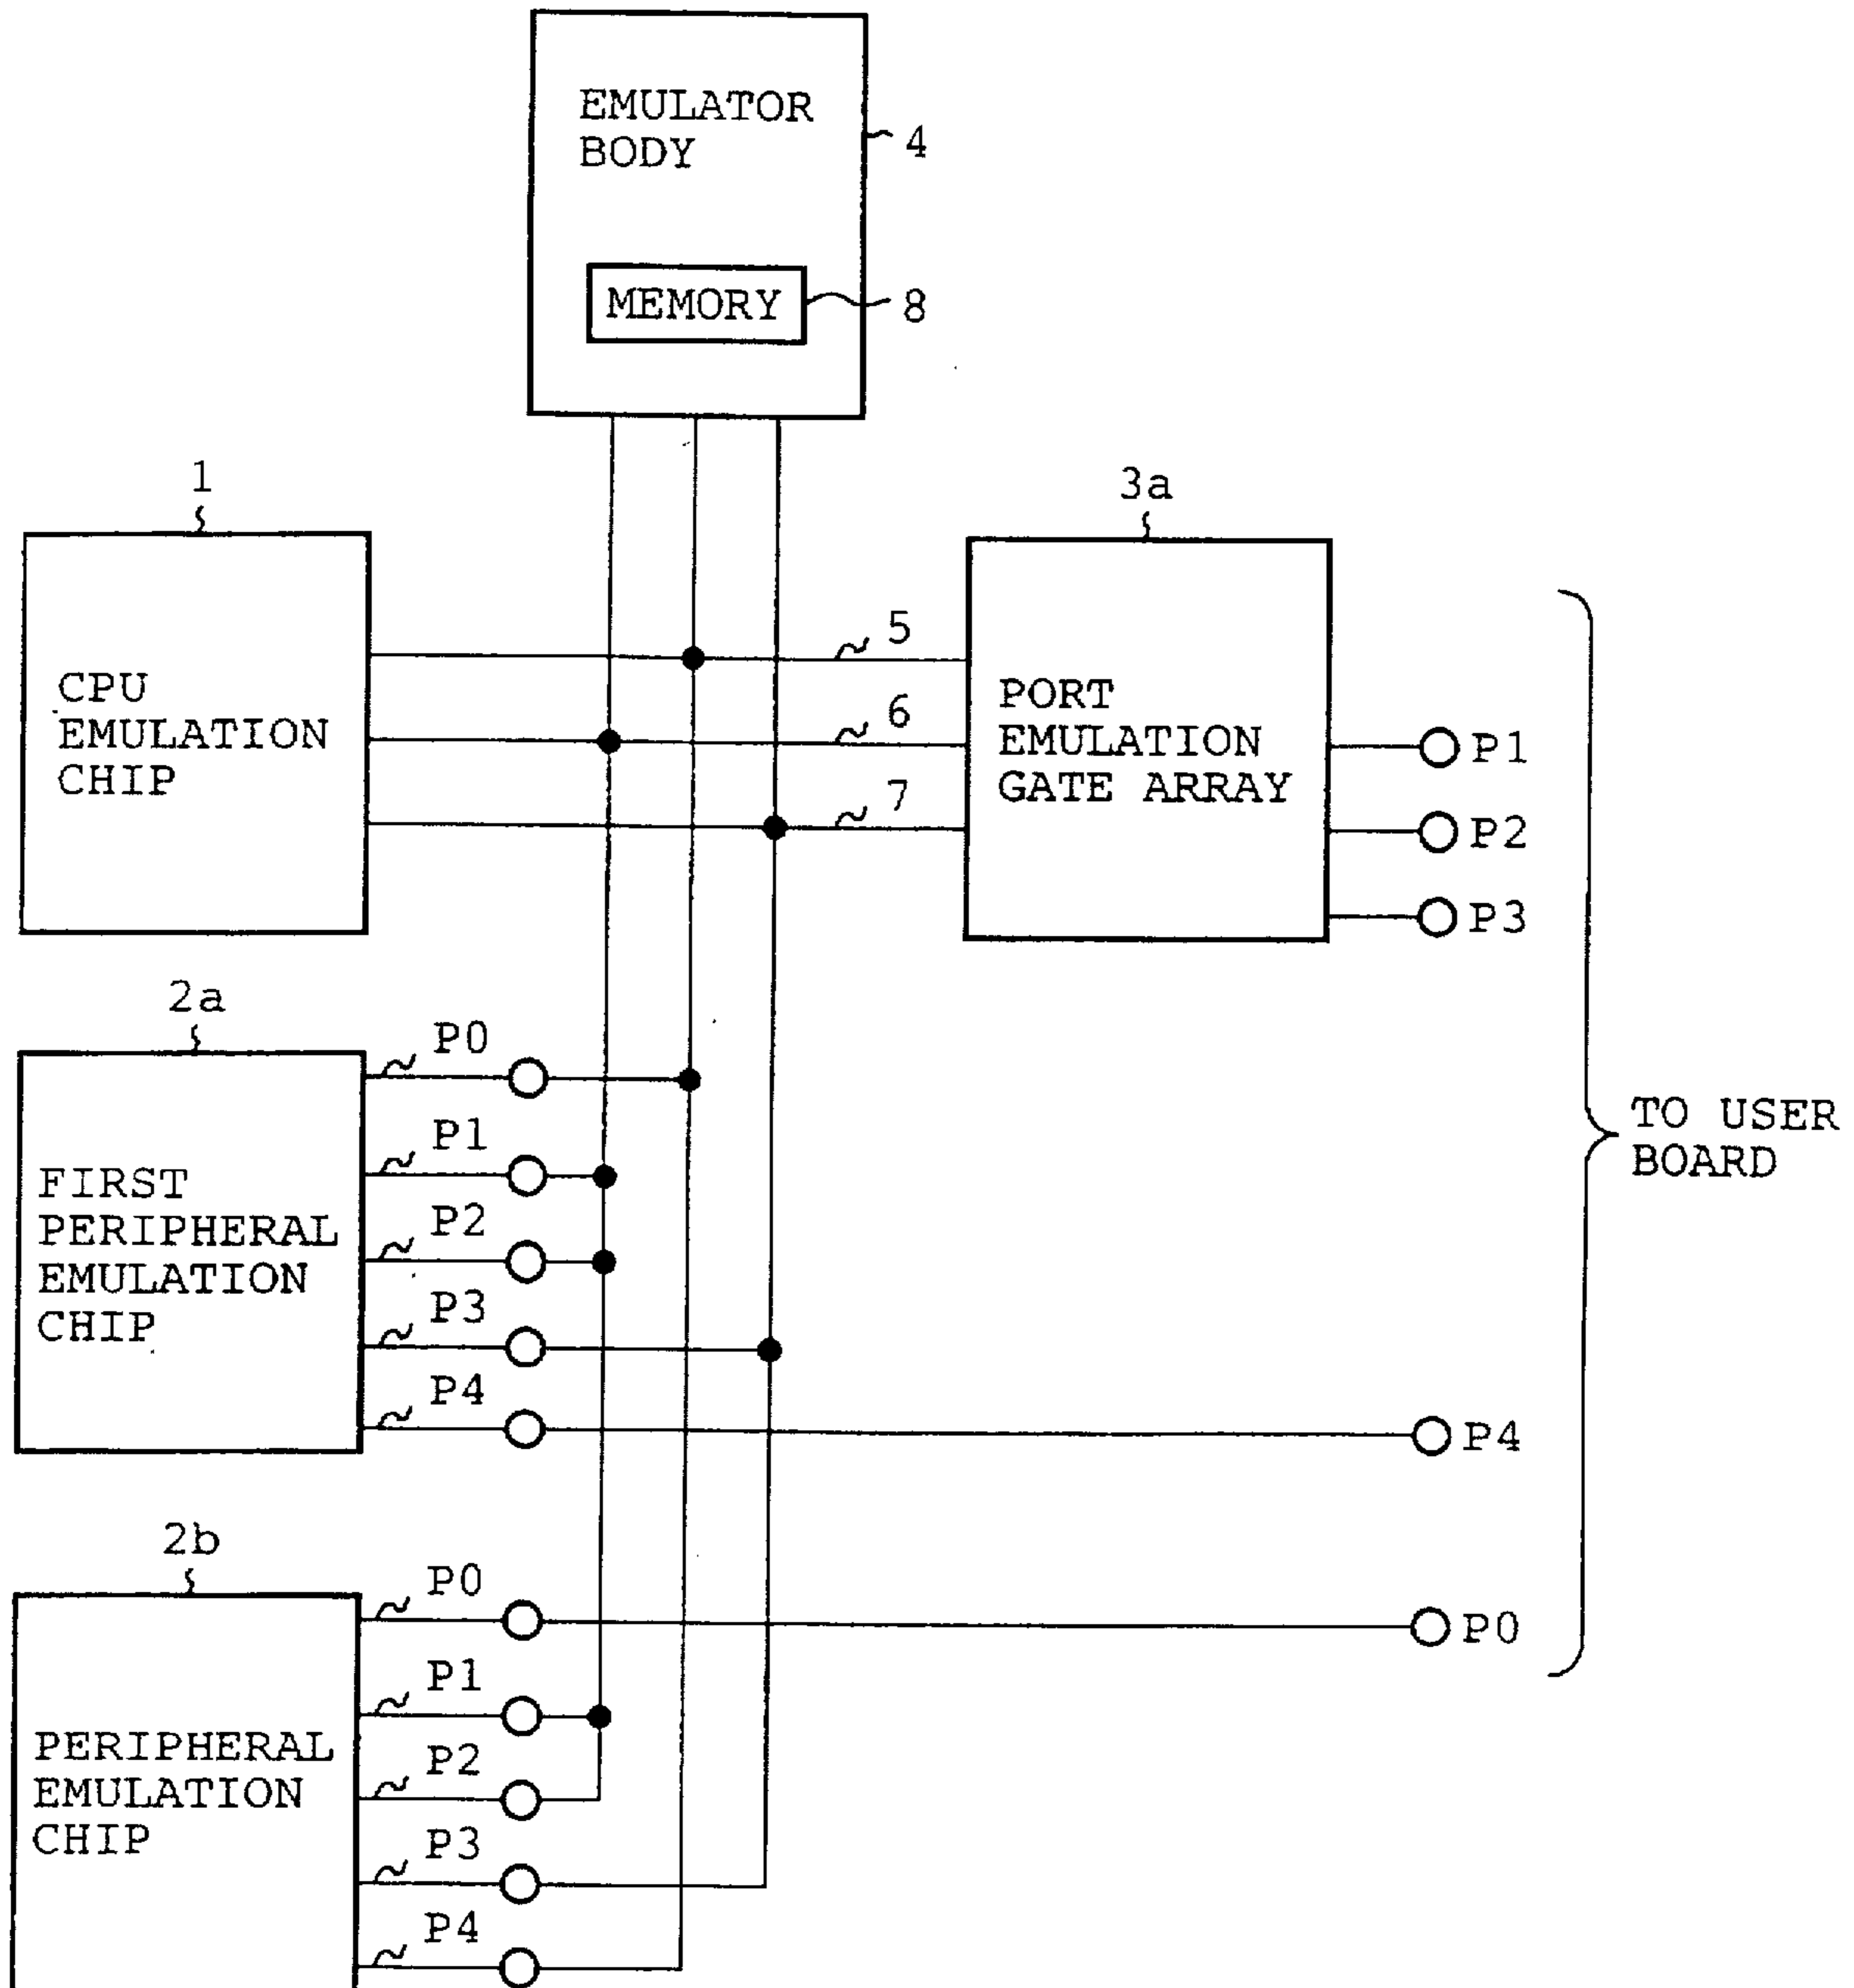 EMULATOR
BODY
4
MEMORY
8
1
3a
CPU
EMULATION
CHIP
5
6
7
PORT
EMULATION
GATE ARRAY
P1
P2
P3
2a
FIRST
PERIPHERAL
EMULATION
CHIP
P0
P1
P2
P3
P4
P4
TO USER
BOARD
2b
PERIPHERAL
EMULATION
CHIP
P0
P1
P2
P3
P4
P0